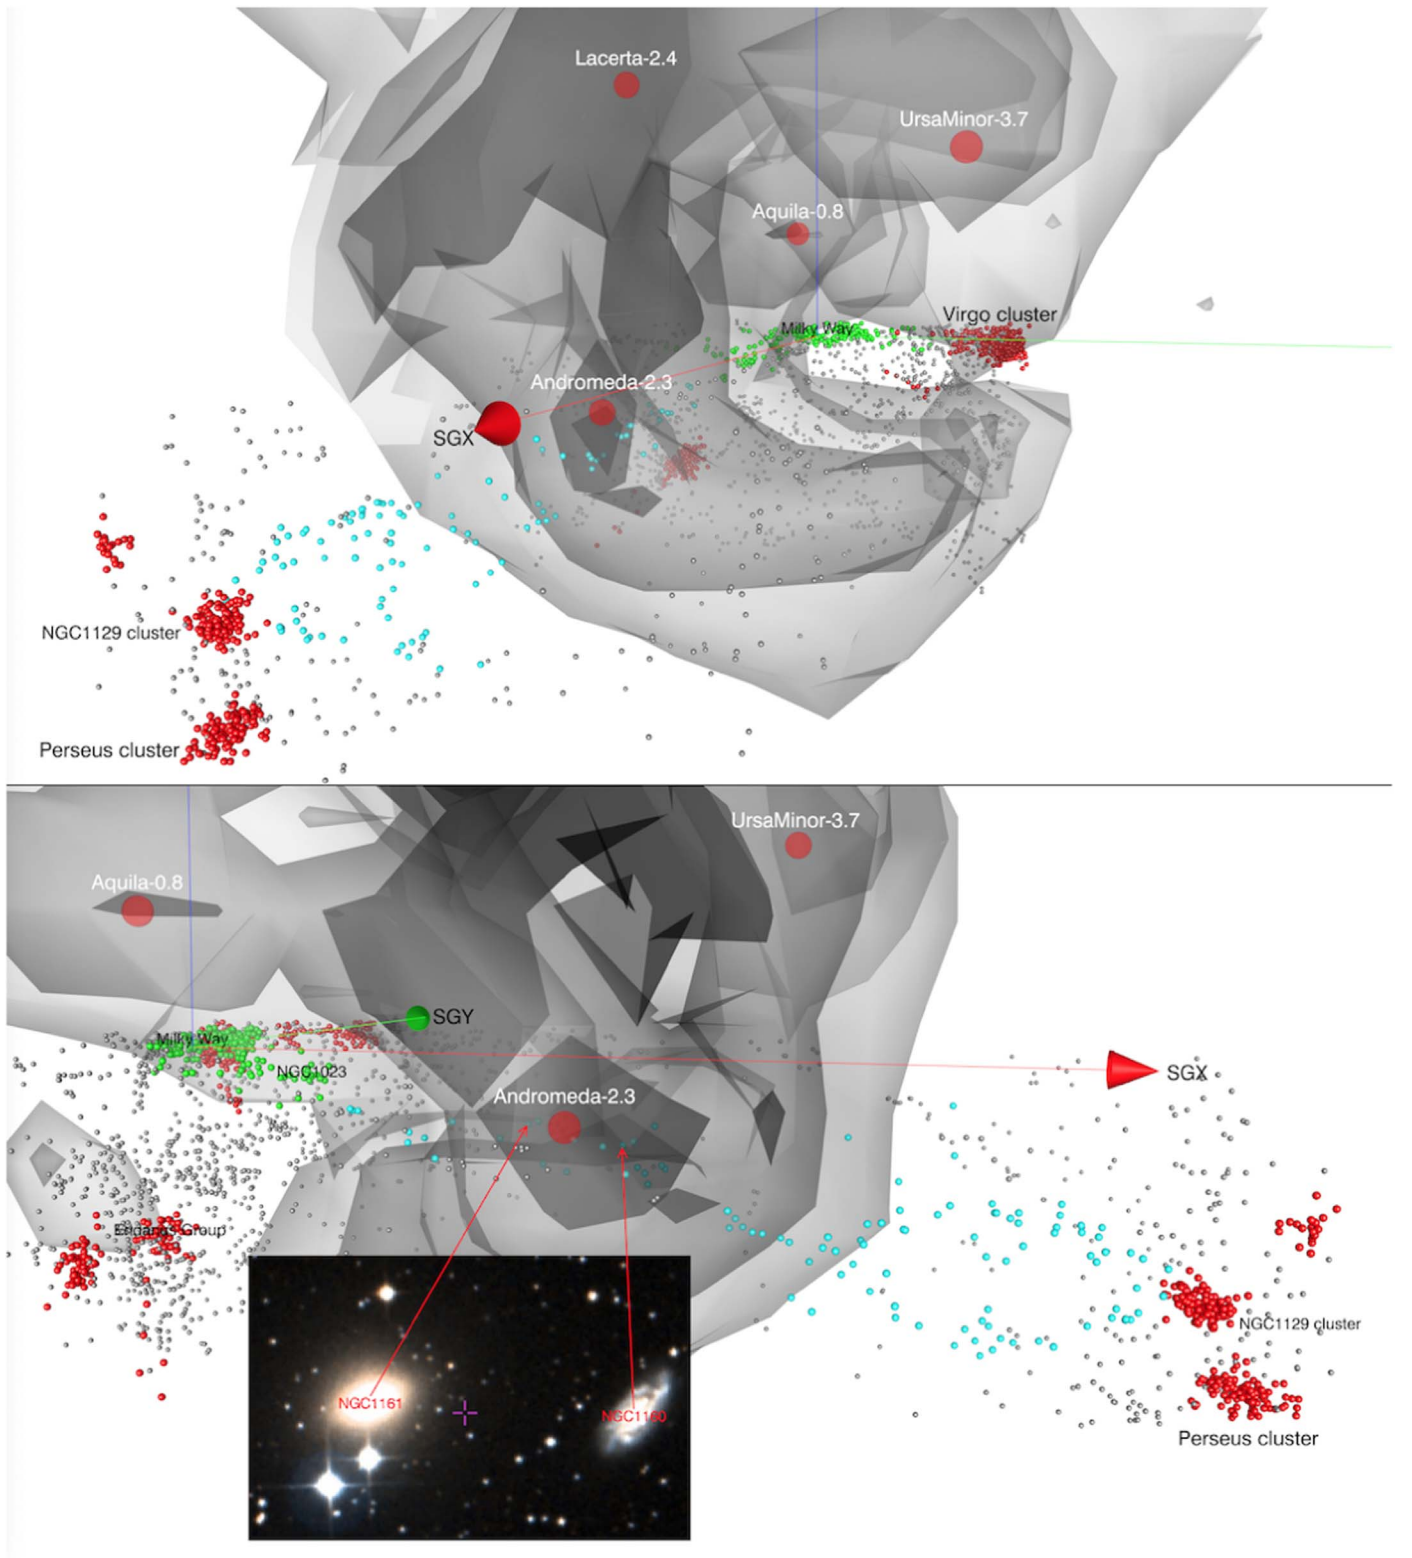 Lacerta-2.4
UrsaMinor-3.7
Aquila-0.8
Virgo cluster
Milky Way
Andromeda-2.3
SGX
NGC1129 cluster
Perseus cluster
UrsaMinor-3.7
Aquila-0.8
SGY
Milky Way
NGC1023
SGX
Andromeda-2.3
Group
NGC1129 cluster
NGC1161
NGC1160
Perseus cluster